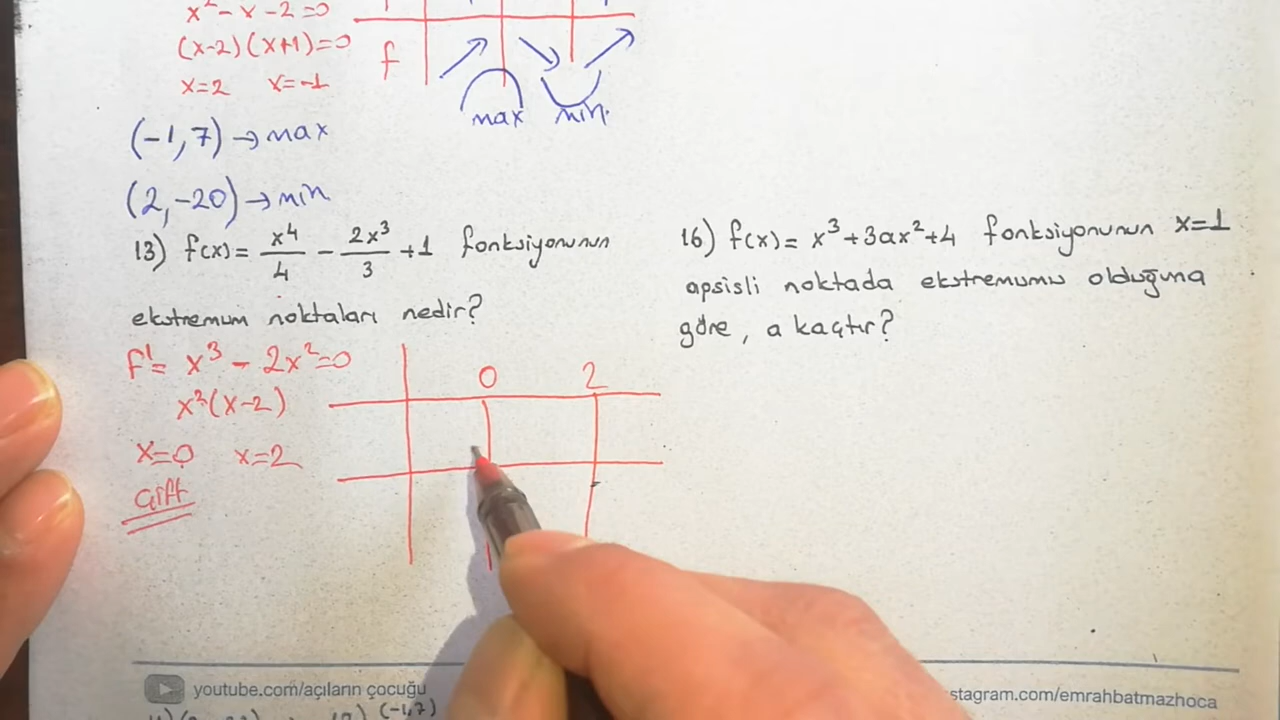 x²-x-2=0
(x-2)(x+1)=0
x=2 x=-1
f
max min.
(-1,7)→max
(2,-20)→min
13) f(x)= x⁴/4 - 2x³/3 +1 fonksiyonunun
ekstremum noktaları nedir?
f'= x³ - 2x²=0
x²(x-2)
x=0 x=2
Çift
0 2
16) f(x)= x³+3ax²+4 fonksiyonunun x=1
apsisli noktada ekstremumu olduğuna
göre, a kaçtır?
youtube.com/açıların çocuğu
stagram.com/emrahbatmazhoca
(-1,7)